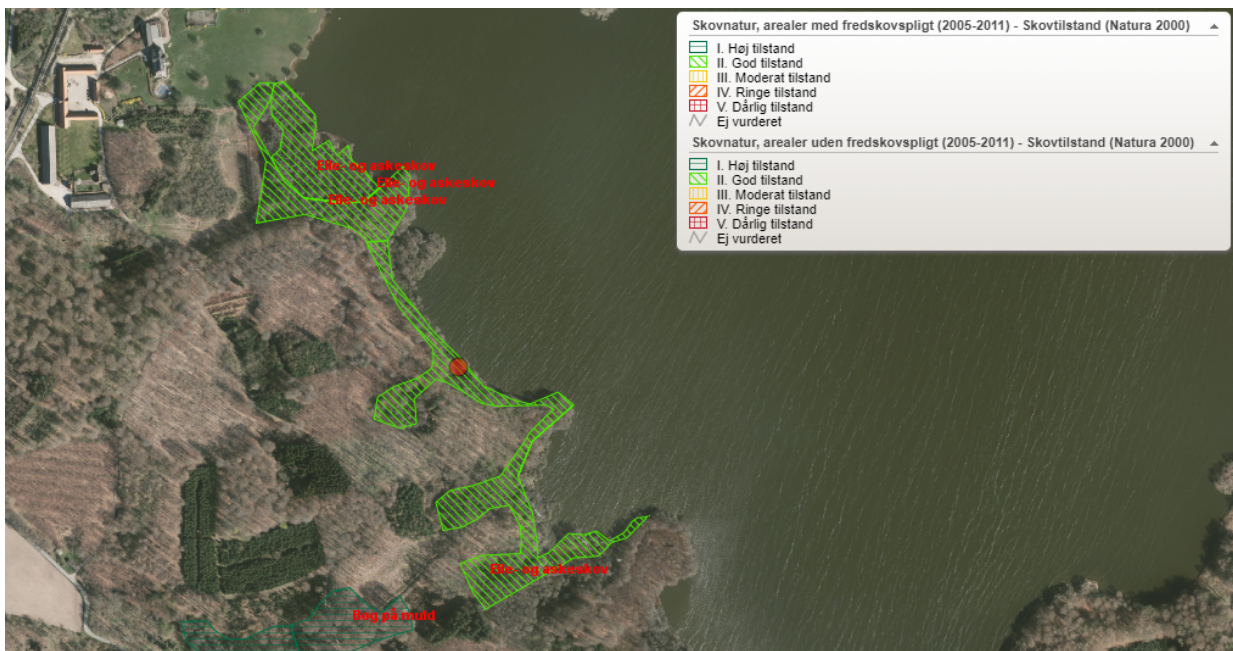 Skovnatur, arealer med fredskovspligt (2005-2011) - Skovtilstand (Natura 2000)
I. Høj tilstand
II. God tilstand
III. Moderat tilstand
IV. Ringe tilstand
V. Dårlig tilstand
Ej vurderet
Skovnatur, arealer uden fredskovspligt (2005-2011) - Skovtilstand (Natura 2000)
I. Høj tilstand
II. God tilstand
III. Moderat tilstand
IV. Ringe tilstand
V. Dårlig tilstand
Ej vurderet
Elle- og askeskov
Elle- og askeskov
Elle- og askeskov
Elle- og askeskov
Bøg på muld